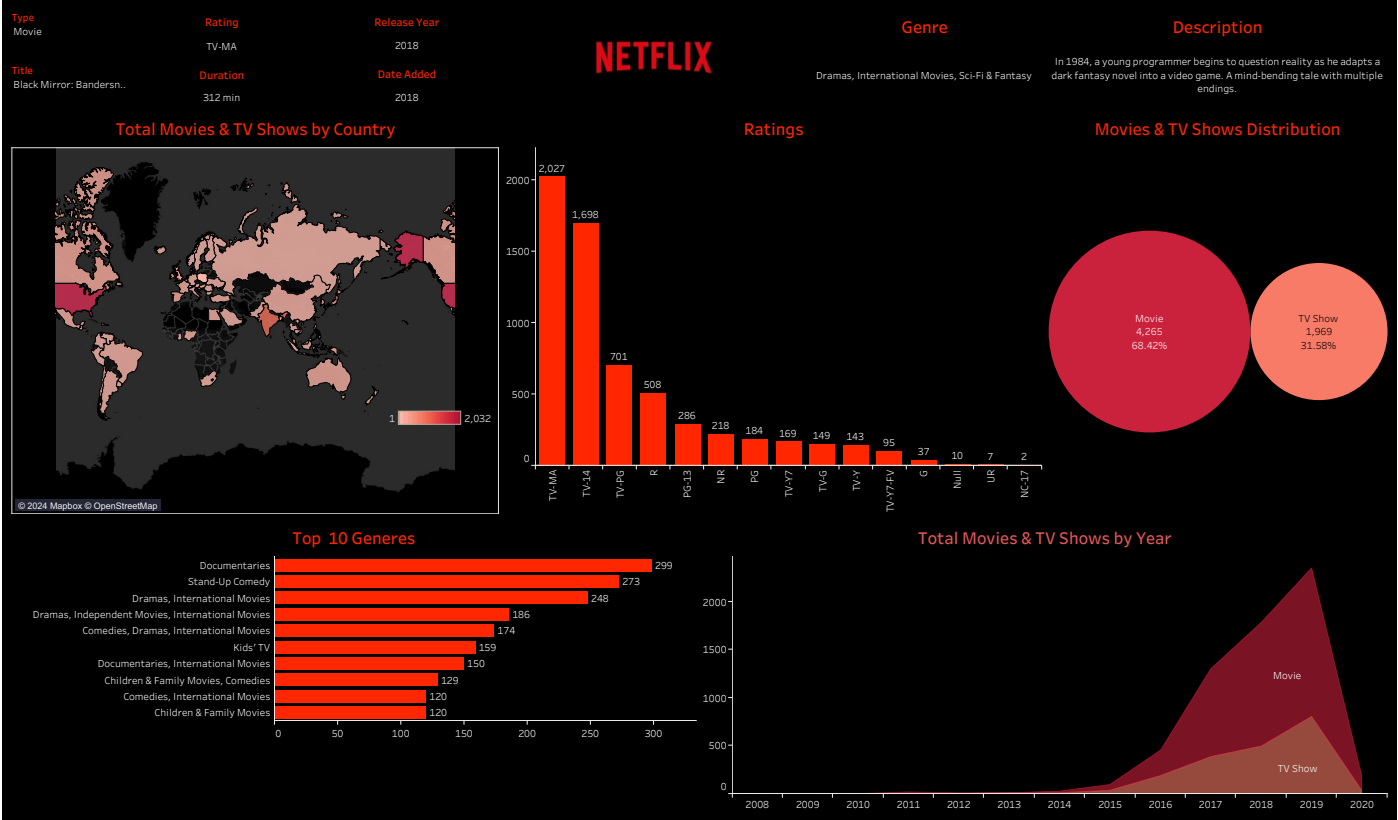 Type
Movie
Rating
TV-MA
Release Year
2018
Title
Black Mirror: Bandersn..
Duration
312 min
Date Added
2018
NETFLIX
Genre
Dramas, International Movies, Sci-Fi & Fantasy
Description
In 1984, a young programmer begins to question reality as he adapts a
dark fantasy novel into a video game. A mind-bending tale with multiple
endings.
Total Movies & TV Shows by Country
1
2,032
© 2024 Mapbox © OpenStreetMap
Ratings
2000
1500
1000
500
0
2,027
1,698
701
508
286
218
184
169
149
143
95
37
10
7
2
TV-MA
TV-14
TV-PG
R
PG-13
NR
PG
TV-Y7
TV-G
TV-Y
TV-Y7-FV
G
Null
UR
NC-17
Movies & TV Shows Distribution
Movie
4,265
68.42%
TV Show
1,969
31.58%
Top  10 Generes
Documentaries 299
Stand-Up Comedy 273
Dramas, International Movies 248
Dramas, Independent Movies, International Movies 186
Comedies, Dramas, International Movies 174
Kids' TV 159
Documentaries, International Movies 150
Children & Family Movies, Comedies 129
Comedies, International Movies 120
Children & Family Movies 120
0 50 100 150 200 250 300
Total Movies & TV Shows by Year
2000
1500
1000
500
0
Movie
TV Show
2008 2009 2010 2011 2012 2013 2014 2015 2016 2017 2018 2019 2020